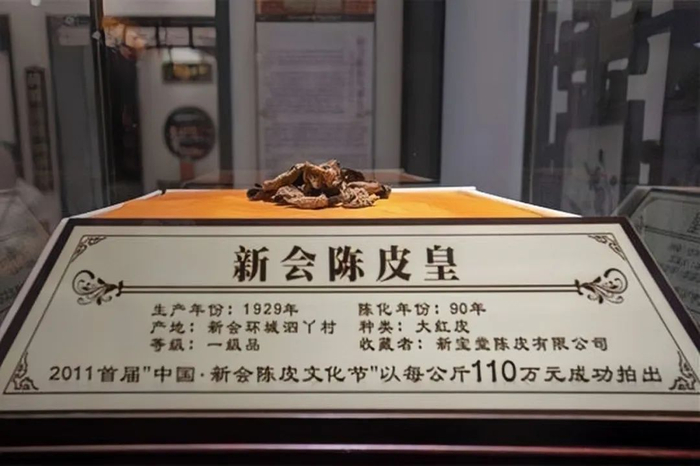 新会陈皮皇
生产年份：1929年 陈化年份：90年
产地：新会环城泗丫村 种类：大红皮
等级：一级品 收藏者：新宝堂陈皮有限公司
2011首届"中国·新会陈皮文化节"以每公斤110万元成功拍出